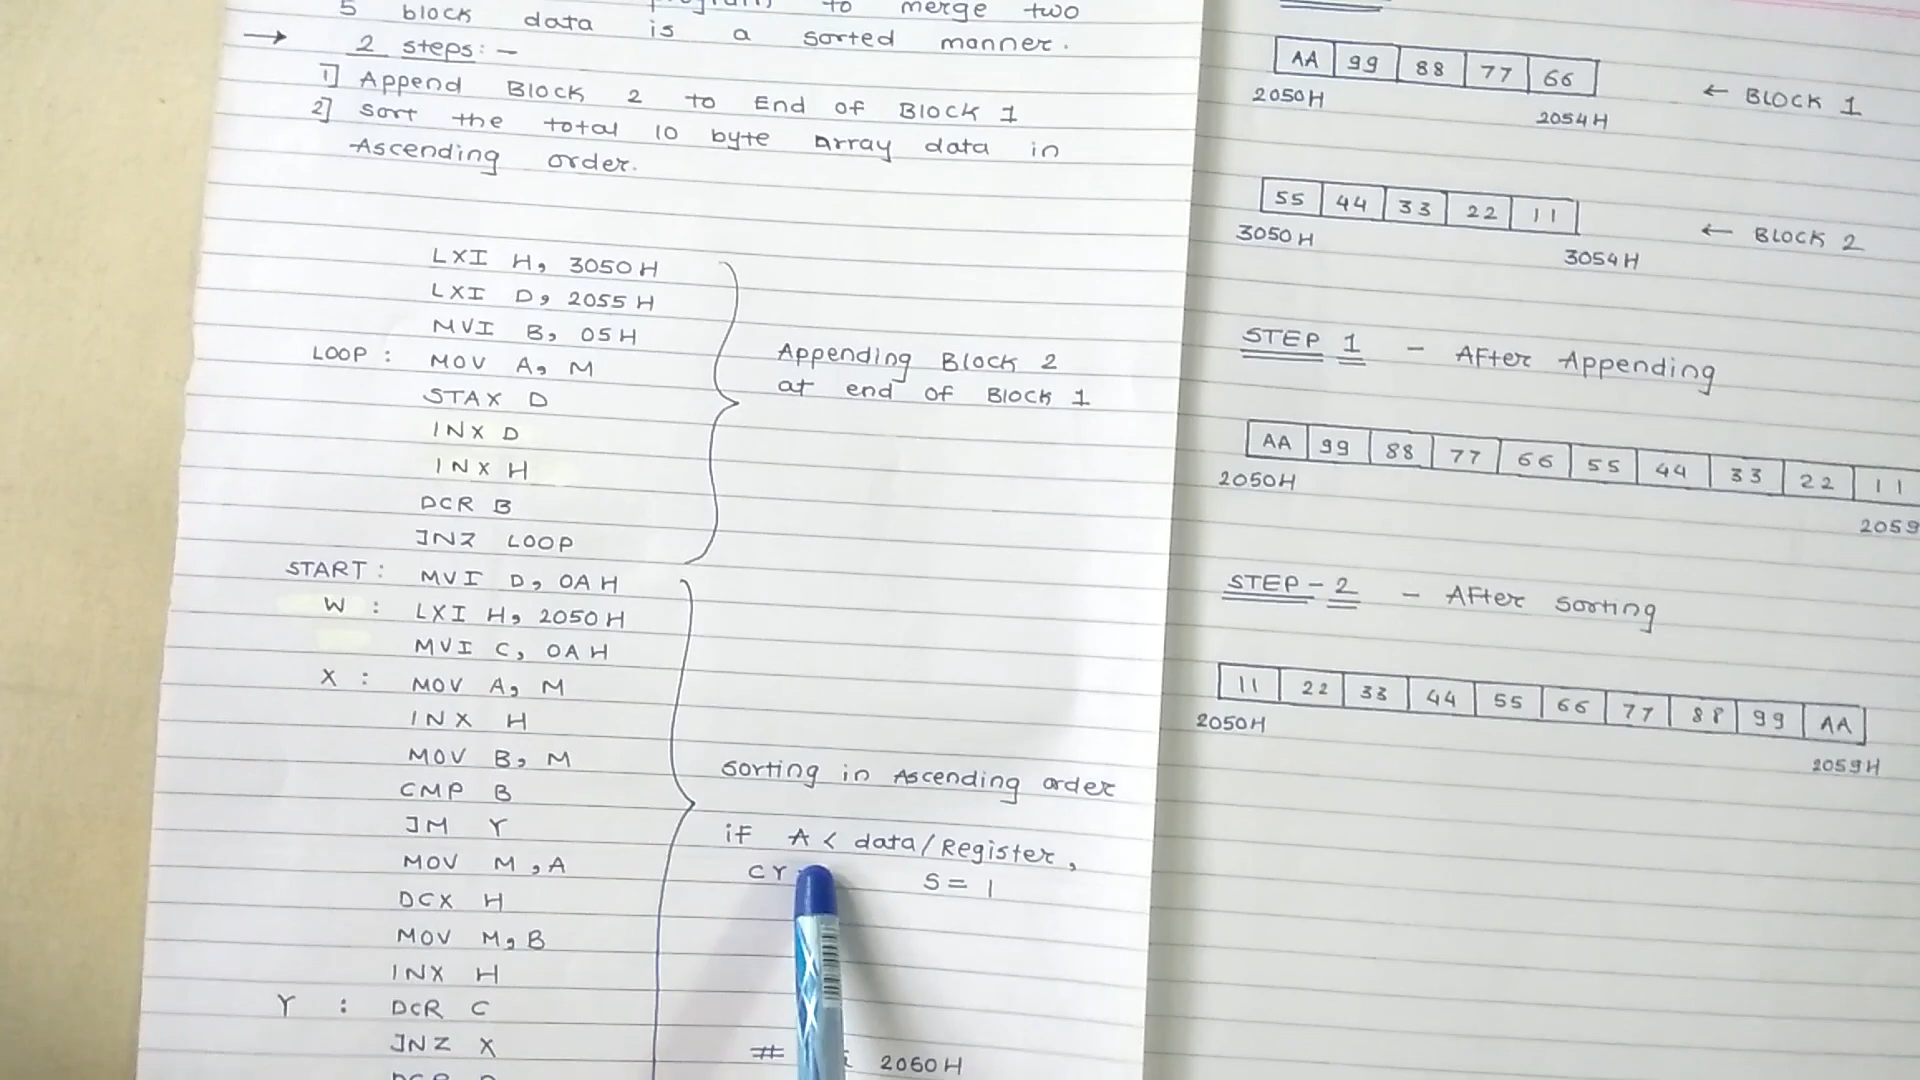 to merge two
5 block data is a sorted manner.
→ 2 steps: -
1] Append Block 2 to End of Block 1
2] Sort the total 10 byte array data in
Ascending order.
LXI H, 3050H
LXI D, 2055H
MVI B, 05H
LOOP : MOV A, M
STAX D
INX D
INX H
DCR B
JNZ LOOP
Appending Block 2
at end of Block 1
START : MVI D, 0AH
W : LXI H, 2050H
MVI C, 0AH
X : MOV A, M
INX H
MOV B, M
CMP B
JM Y
MOV M, A
DCX H
MOV M, B
INX H
Y : DCR C
JNZ X
Sorting in Ascending order
if A < data/Register,
CY S = 1
# 2060H
AA 99 88 77 66
2050H 2054H
← BLOCK 1
55 44 33 22 11
3050H 3054H
← BLOCK 2
STEP 1 - After Appending
AA 99 88 77 66 55 44 33 22 11
2050H 2059
STEP - 2 - After sorting
11 22 33 44 55 66 77 88 99 AA
2050H 2059H